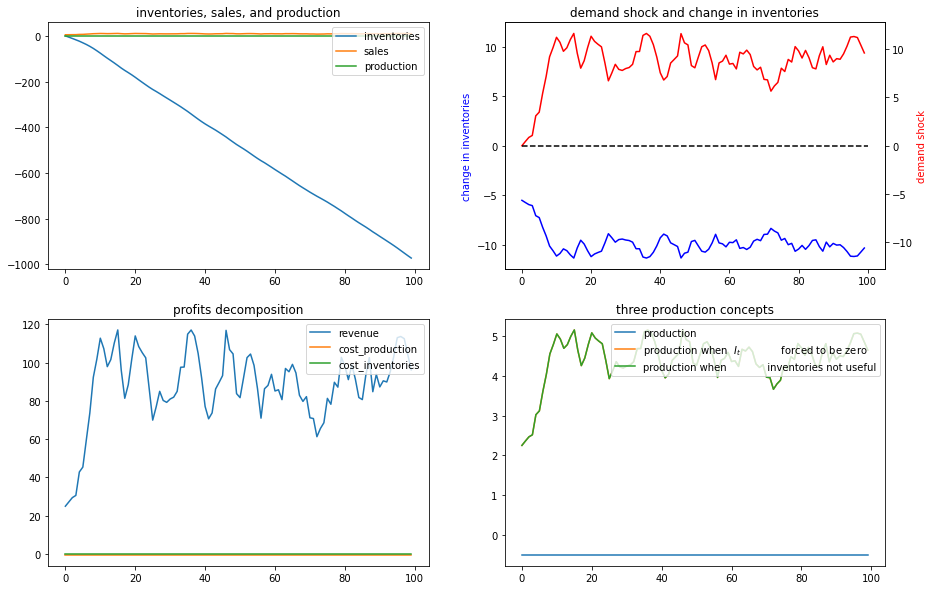 inventories, sales, and production
0
−200
−400
−600
−800
−1000
0 20 40 60 80 100
inventories
sales
production
demand shock and change in inventories
change in inventories
10
5
0
−5
−10
10
5
0
−5
−10
demand shock
0 20 40 60 80 100
profits decomposition
120
100
80
60
40
20
0
0 20 40 60 80 100
revenue
cost_production
cost_inventories
three production concepts
5
4
3
2
1
0
0 20 40 60 80 100
production
production when I_t forced to be zero
production when inventories not useful